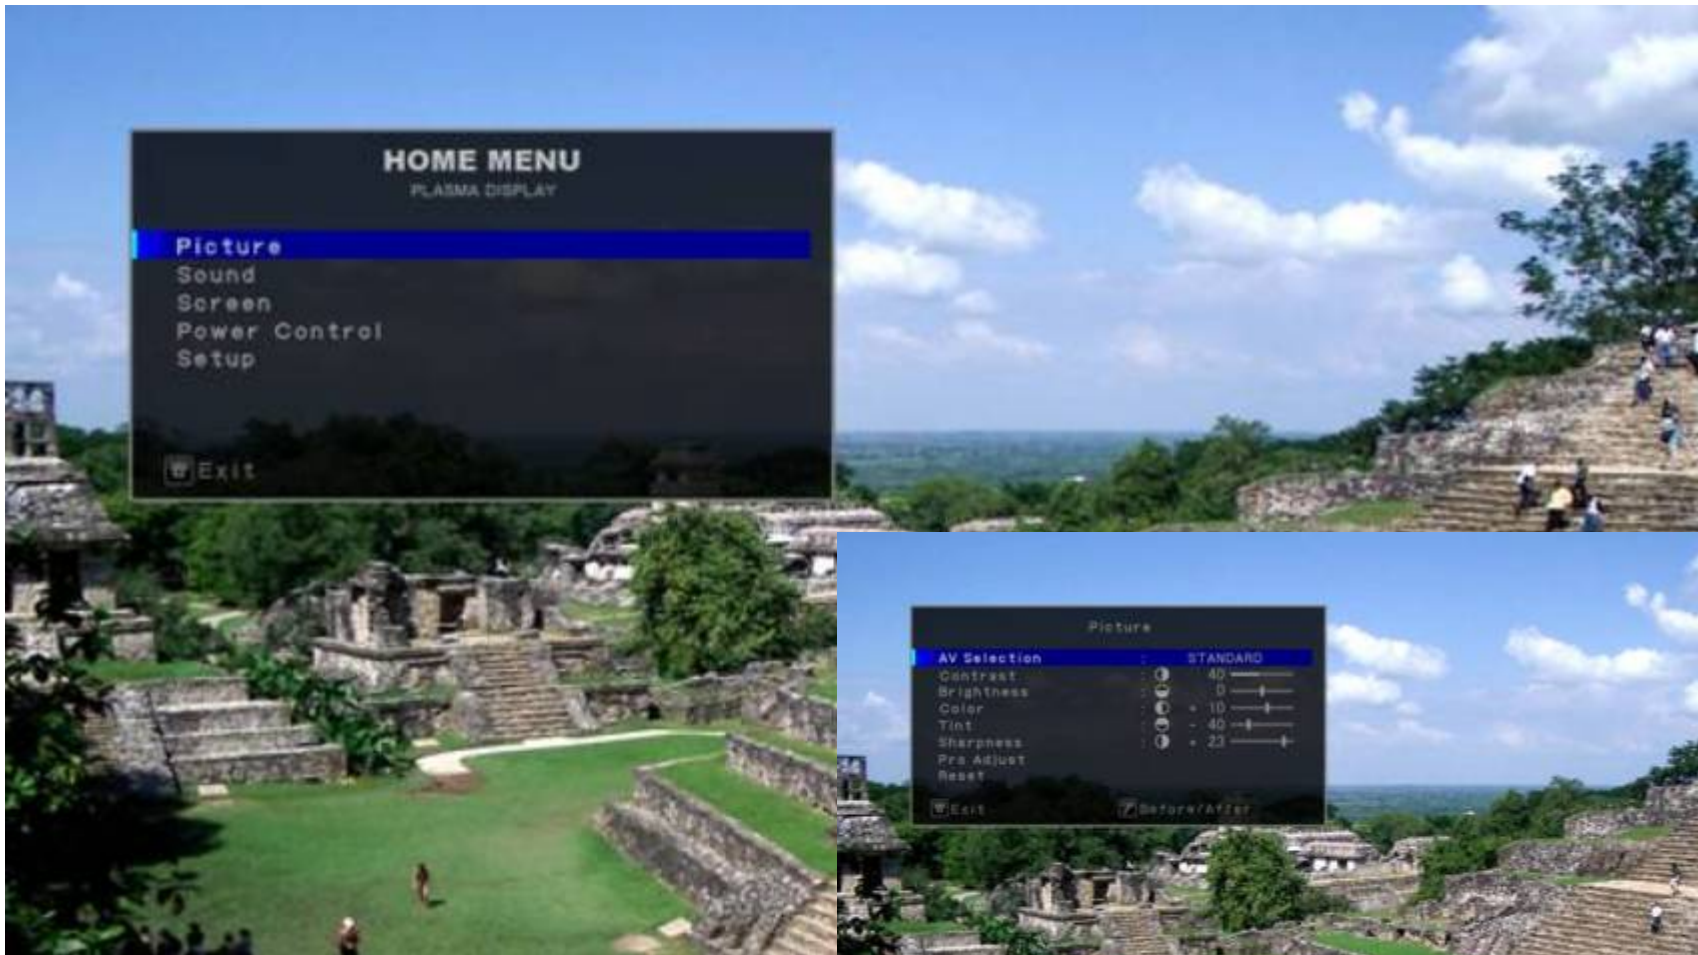 HOME MENU
PLASMA DISPLAY
Picture
Sound
Screen
Power Control
Setup
Exit
Picture
AV Selection : STANDARD
Contrast : 40
Brightness : 0
Color : + 10
Tint : - 40
Sharpness : + 23
Pro Adjust
Reset
Exit Before/After